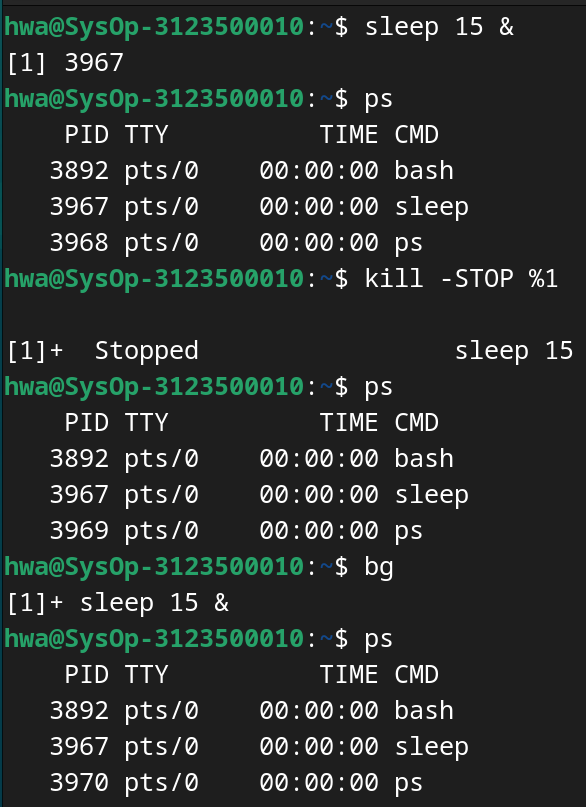 hwa@SysOp-3123500010:~$ sleep 15 &
[1] 3967
hwa@SysOp-3123500010:~$ ps
    PID TTY          TIME CMD
   3892 pts/0    00:00:00 bash
   3967 pts/0    00:00:00 sleep
   3968 pts/0    00:00:00 ps
hwa@SysOp-3123500010:~$ kill -STOP %1

[1]+  Stopped                 sleep 15
hwa@SysOp-3123500010:~$ ps
    PID TTY          TIME CMD
   3892 pts/0    00:00:00 bash
   3967 pts/0    00:00:00 sleep
   3969 pts/0    00:00:00 ps
hwa@SysOp-3123500010:~$ bg
[1]+ sleep 15 &
hwa@SysOp-3123500010:~$ ps
    PID TTY          TIME CMD
   3892 pts/0    00:00:00 bash
   3967 pts/0    00:00:00 sleep
   3970 pts/0    00:00:00 ps